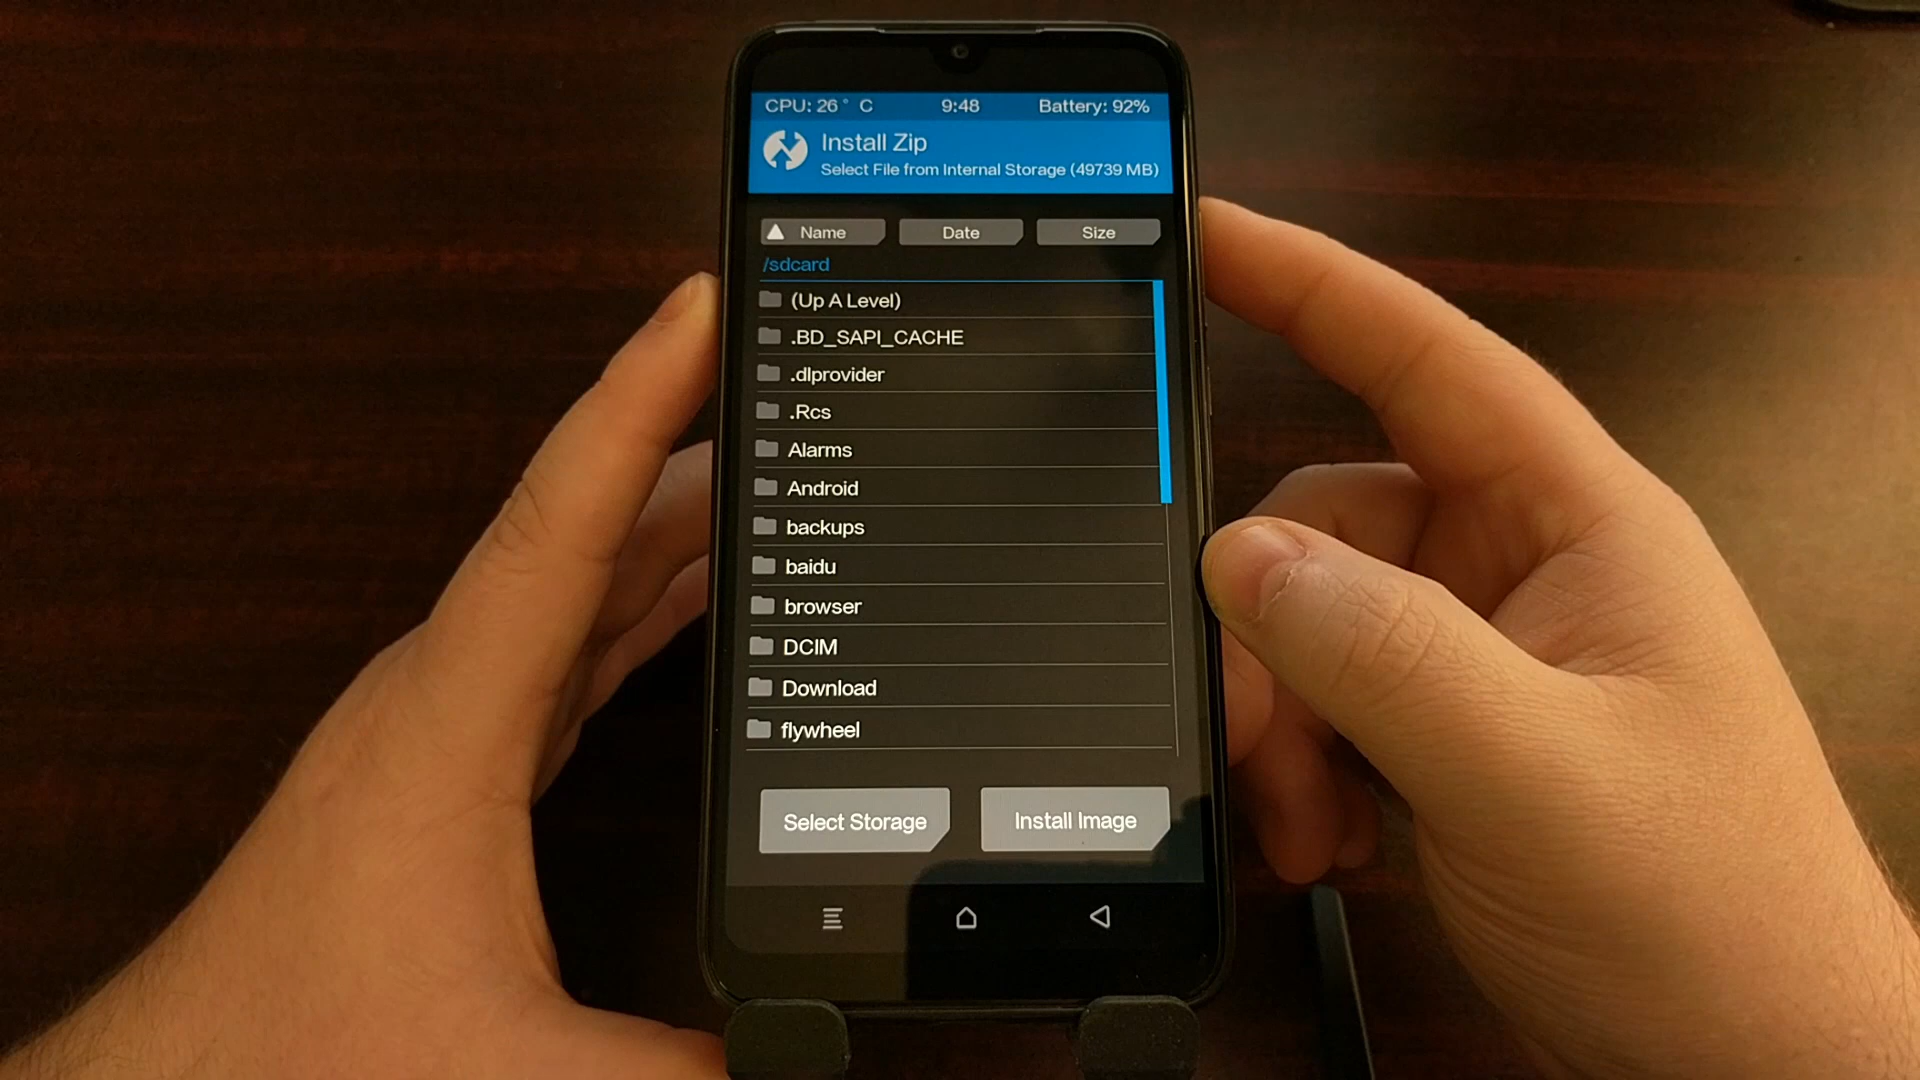 CPU: 26 ° C 9:48 Battery: 92%
Install Zip
Select File from Internal Storage (49739 MB)
Name Date Size
/sdcard
(Up A Level)
.BD_SAPI_CACHE
.dlprovider
.Rcs
Alarms
Android
backups
baidu
browser
DCIM
Download
flywheel
Select Storage Install Image